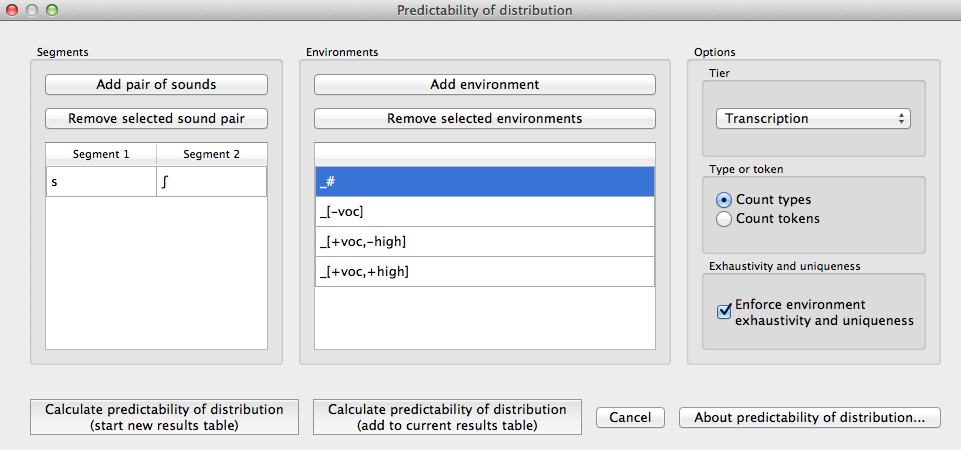 Predictability of distribution
Segments
Add pair of sounds
Remove selected sound pair
Segment 1 Segment 2
s ʃ
Environments
Add environment
Remove selected environments
_#
_[-voc]
_[+voc,-high]
_[+voc,+high]
Options
Tier
Transcription
Type or token
Count types
Count tokens
Exhaustivity and uniqueness
Enforce environment
exhaustivity and uniqueness
Calculate predictability of distribution
(start new results table)
Calculate predictability of distribution
(add to current results table)
Cancel
About predictability of distribution...